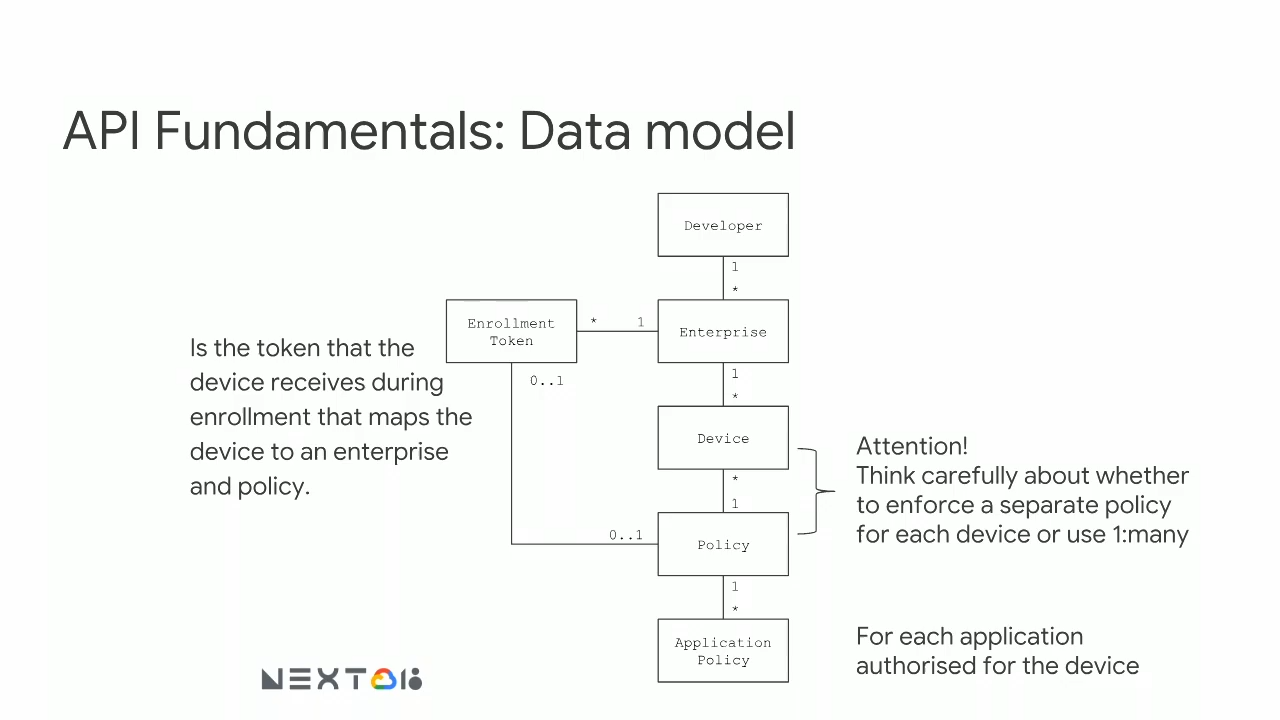 API Fundamentals: Data model
Developer
1
*
Enrollment
Token
*
1
Enterprise
0..1
1
*
Is the token that the
device receives during
enrollment that maps the
device to an enterprise
and policy.
Device
*
1
Attention!
Think carefully about whether
to enforce a separate policy
for each device or use 1:many
0..1
Policy
1
*
Application
Policy
For each application
authorised for the device
NEXT 18